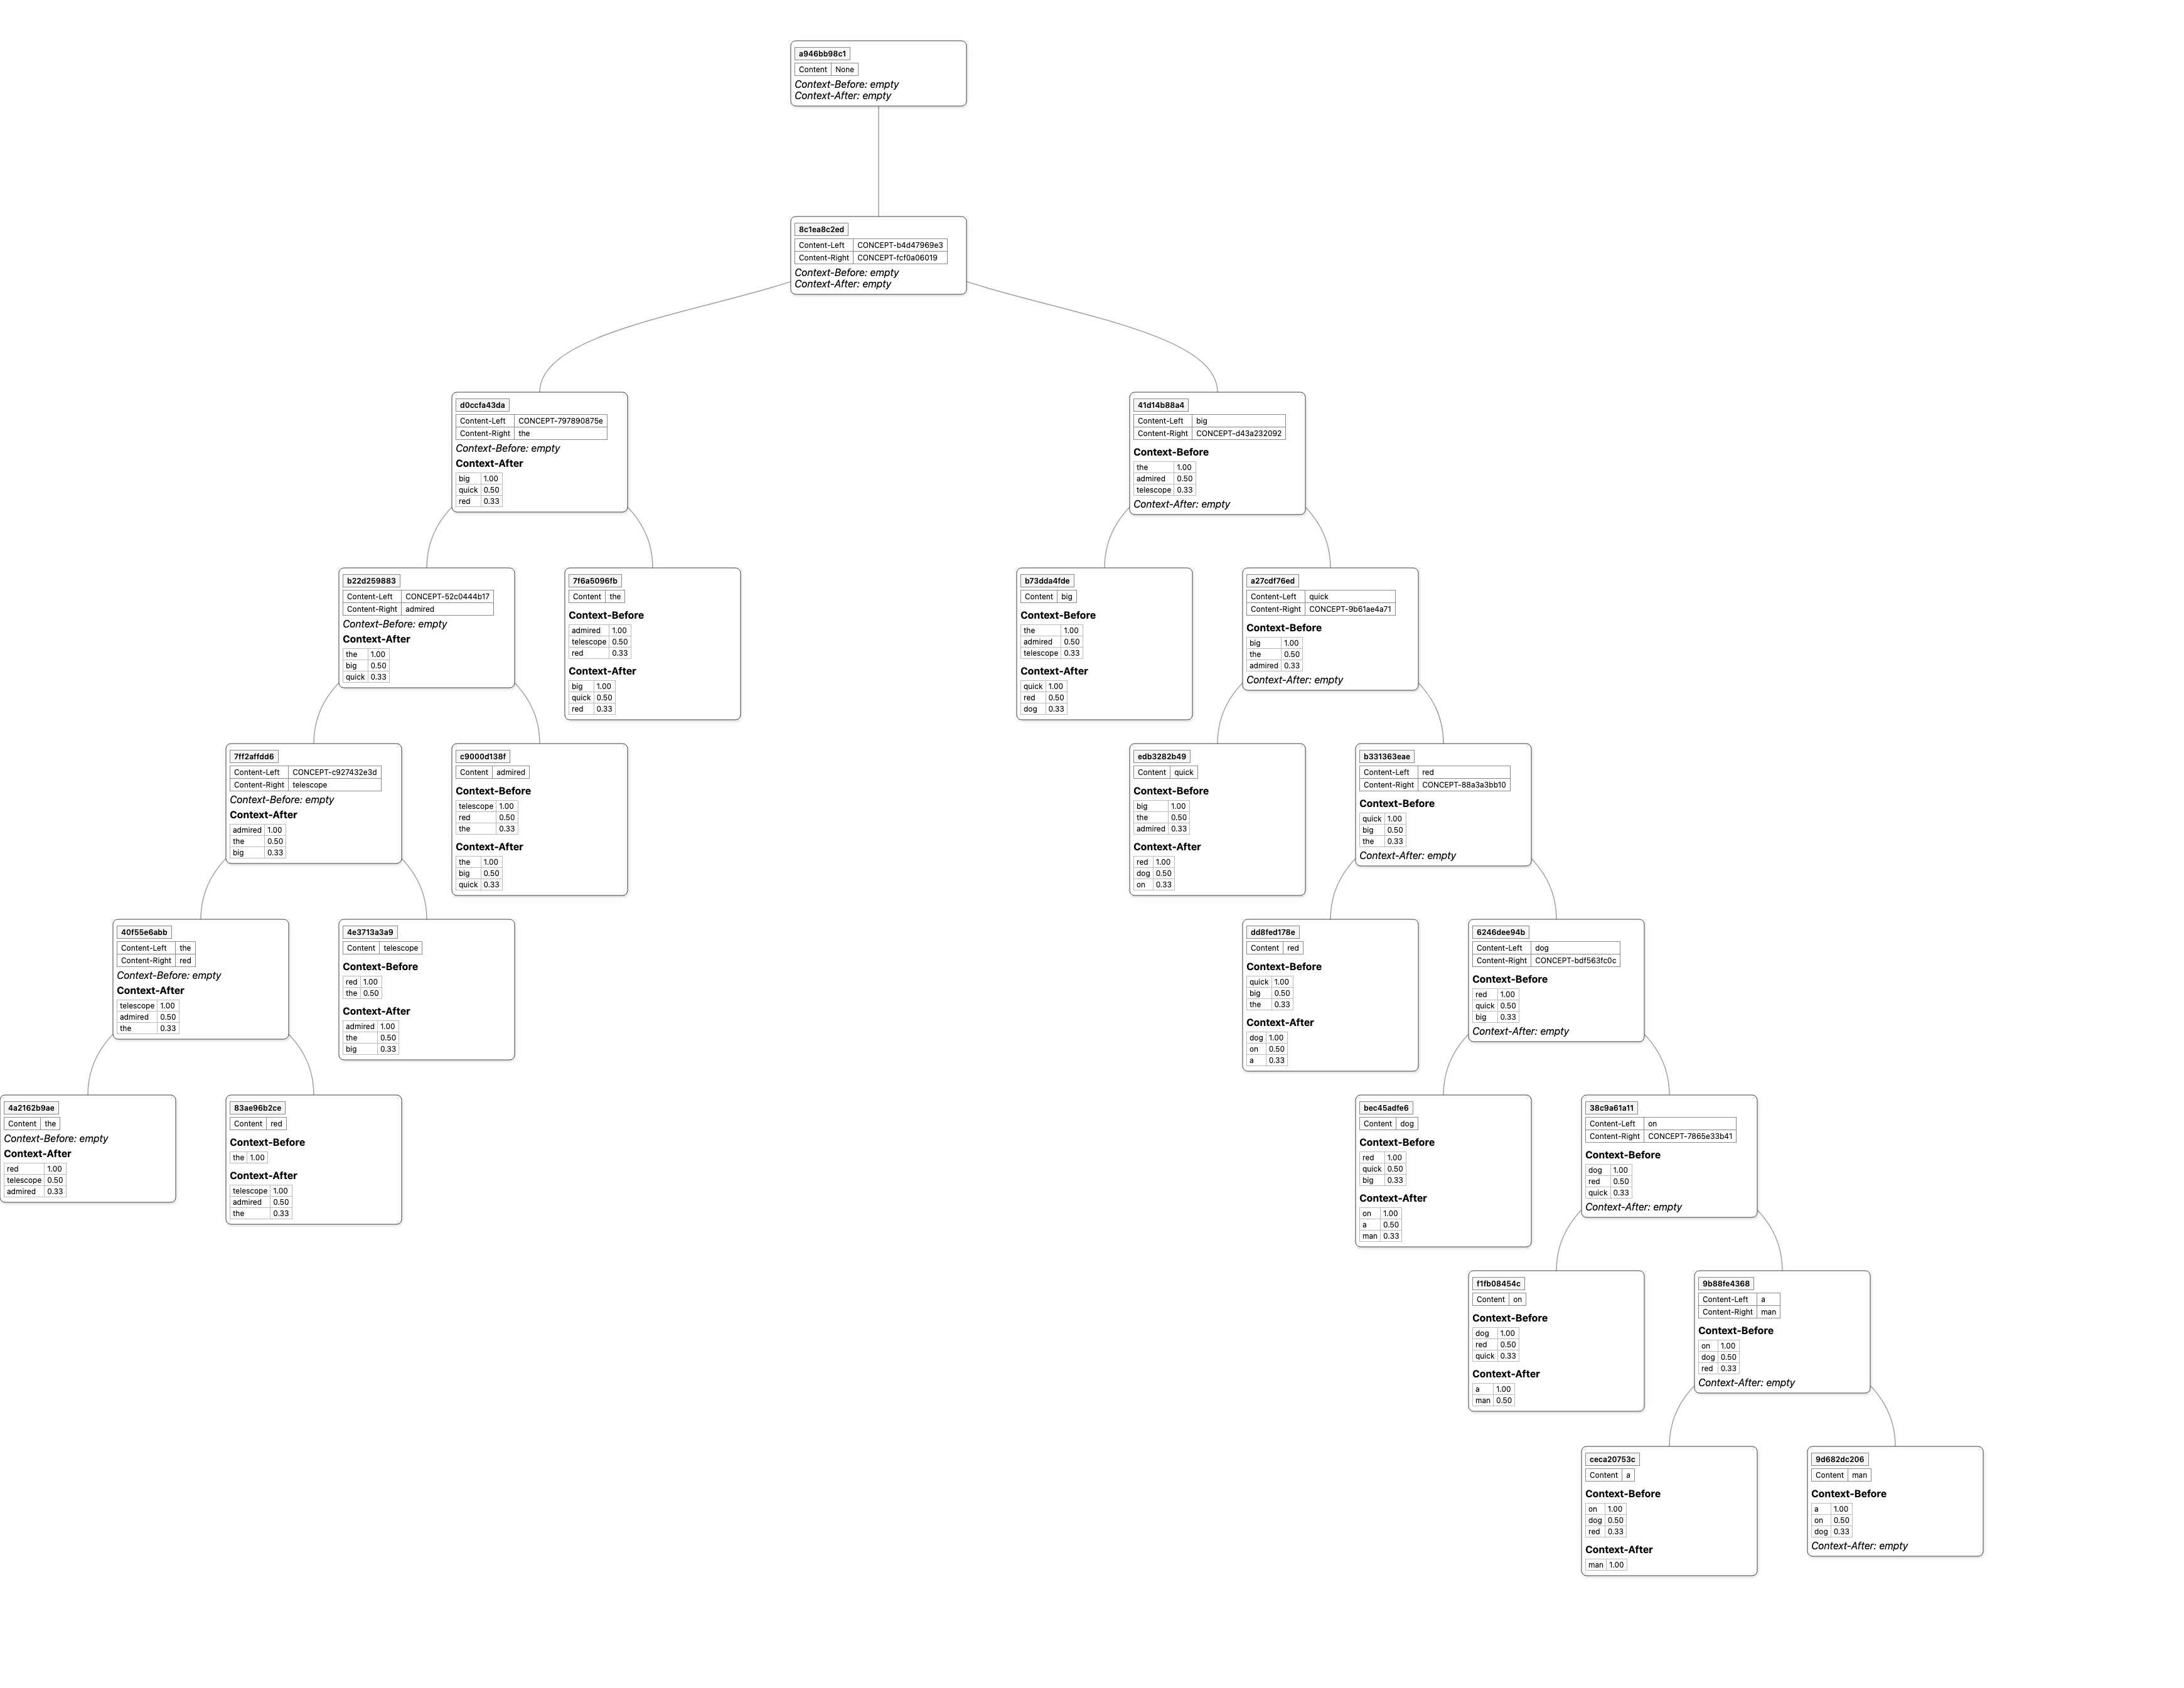 a946bb98c1
Content None
Context-Before: empty
Context-After: empty
8c1ea8c2ed
Content-Left CONCEPT-b4d47969e3
Content-Right CONCEPT-fcf0a06019
Context-Before: empty
Context-After: empty
d0ccfa43da
Content-Left CONCEPT-797890875e
Content-Right the
Context-Before: empty
Context-After
big 1.00
quick 0.50
red 0.33
41d14b88a4
Content-Left big
Content-Right CONCEPT-d43a232092
Context-Before
the 1.00
admired 0.50
telescope 0.33
Context-After: empty
b22d259883
Content-Left CONCEPT-52c0444b17
Content-Right admired
Context-Before: empty
Context-After
the 1.00
big 0.50
quick 0.33
7f6a5096fb
Content the
Context-Before
admired 1.00
telescope 0.50
red 0.33
Context-After
big 1.00
quick 0.50
red 0.33
b73dda4fde
Content big
Context-Before
the 1.00
admired 0.50
telescope 0.33
Context-After
quick 1.00
red 0.50
dog 0.33
a27cdf76ed
Content-Left quick
Content-Right CONCEPT-9b61ae4a71
Context-Before
big 1.00
the 0.50
admired 0.33
Context-After: empty
7ff2affdd6
Content-Left CONCEPT-c927432e3d
Content-Right telescope
Context-Before: empty
Context-After
admired 1.00
the 0.50
big 0.33
c9000d138f
Content admired
Context-Before
telescope 1.00
red 0.50
the 0.33
Context-After
the 1.00
big 0.50
quick 0.33
edb3282b49
Content quick
Context-Before
big 1.00
the 0.50
admired 0.33
Context-After
red 1.00
dog 0.50
on 0.33
b331363eae
Content-Left red
Content-Right CONCEPT-88a3a3bb10
Context-Before
quick 1.00
big 0.50
the 0.33
Context-After: empty
40f55e6abb
Content-Left the
Content-Right red
Context-Before: empty
Context-After
telescope 1.00
admired 0.50
the 0.33
4e3713a3a9
Content telescope
Context-Before
red 1.00
the 0.50
Context-After
admired 1.00
the 0.50
big 0.33
dd8fed178e
Content red
Context-Before
quick 1.00
big 0.50
the 0.33
Context-After
dog 1.00
on 0.50
a 0.33
6246dee94b
Content-Left dog
Content-Right CONCEPT-bdf563fc0c
Context-Before
red 1.00
quick 0.50
big 0.33
Context-After: empty
4a2162b9ae
Content the
Context-Before: empty
Context-After
red 1.00
telescope 0.50
admired 0.33
83ae96b2ce
Content red
Context-Before
the 1.00
Context-After
telescope 1.00
admired 0.50
the 0.33
bec45adfe6
Content dog
Context-Before
red 1.00
quick 0.50
big 0.33
Context-After
on 1.00
a 0.50
man 0.33
38c9a61a11
Content-Left on
Content-Right CONCEPT-7865e33b41
Context-Before
dog 1.00
red 0.50
quick 0.33
Context-After: empty
f1fb08454c
Content on
Context-Before
dog 1.00
red 0.50
quick 0.33
Context-After
a 1.00
man 0.50
9b88fe4368
Content-Left a
Content-Right man
Context-Before
on 1.00
dog 0.50
red 0.33
Context-After: empty
ceca20753c
Content a
Context-Before
on 1.00
dog 0.50
red 0.33
Context-After
man 1.00
9d682dc206
Content man
Context-Before
a 1.00
on 0.50
dog 0.33
Context-After: empty